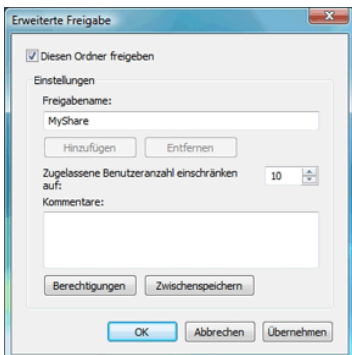 Erweiterte Freigabe
Diesen Ordner freigeben
Einstellungen
Freigabename:
MyShare
Hinzufügen Entfernen
Zugelassene Benutzeranzahl einschränken
auf:
10
Kommentare:
Berechtigungen Zwischenspeichern
OK Abbrechen Übernehmen